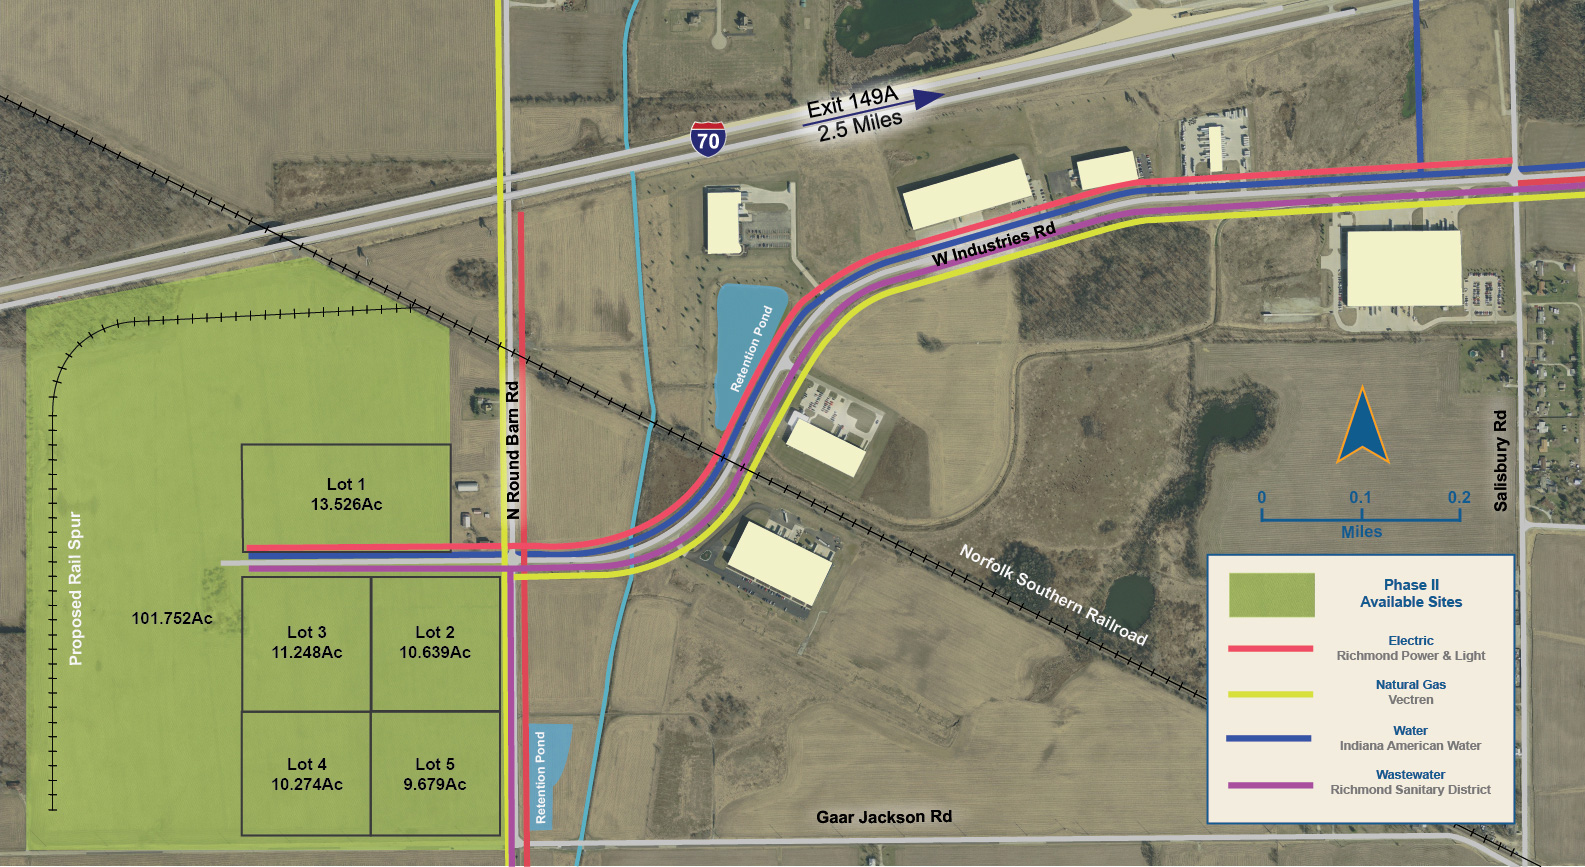 Exit 149A
2.5 Miles
70
W Industries Rd
Retention Pond
N Round Barn Rd
Salisbury Rd
Lot 1
13.526Ac
0 0.1 0.2
Miles
Proposed Rail Spur
Norfolk Southern Railroad
101.752Ac
Lot 3
11.248Ac
Lot 2
10.639Ac
Lot 4
10.274Ac
Lot 5
9.679Ac
Retention Pond
Gaar Jackson Rd
Phase II
Available Sites
Electric
Richmond Power & Light
Natural Gas
Vectren
Water
Indiana American Water
Wastewater
Richmond Sanitary District